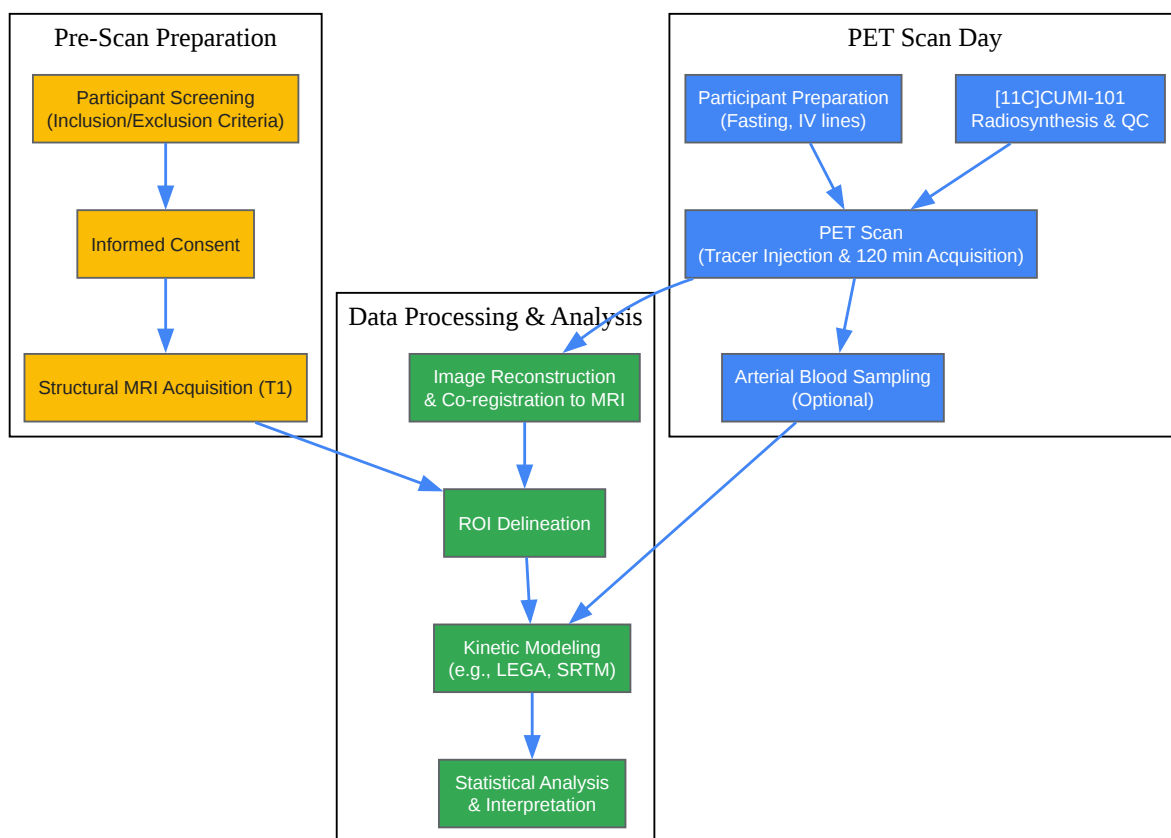 Pre-Scan Preparation
Participant Screening
(Inclusion/Exclusion Criteria)
Informed Consent
Structural MRI Acquisition (T1)
PET Scan Day
Participant Preparation
(Fasting, IV lines)
[11C]CUMI-101
Radiosynthesis & QC
PET Scan
(Tracer Injection & 120 min Acquisition)
Arterial Blood Sampling
(Optional)
Data Processing & Analysis
Image Reconstruction
& Co-registration to MRI
ROI Delineation
Kinetic Modeling
(e.g., LEGA, SRTM)
Statistical Analysis
& Interpretation